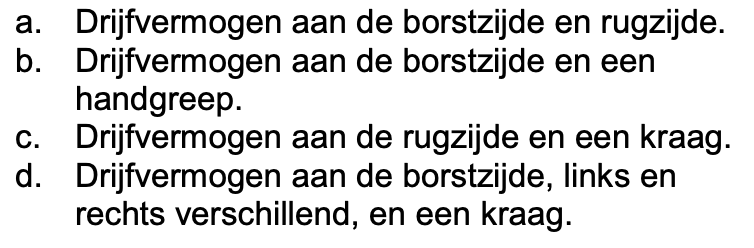 a. Drijfvermogen aan de borstzijde en rugzijde.
b. Drijfvermogen aan de borstzijde en een
handgreep.
c. Drijfvermogen aan de rugzijde en een kraag.
d. Drijfvermogen aan de borstzijde, links en
rechts verschillend, en een kraag.